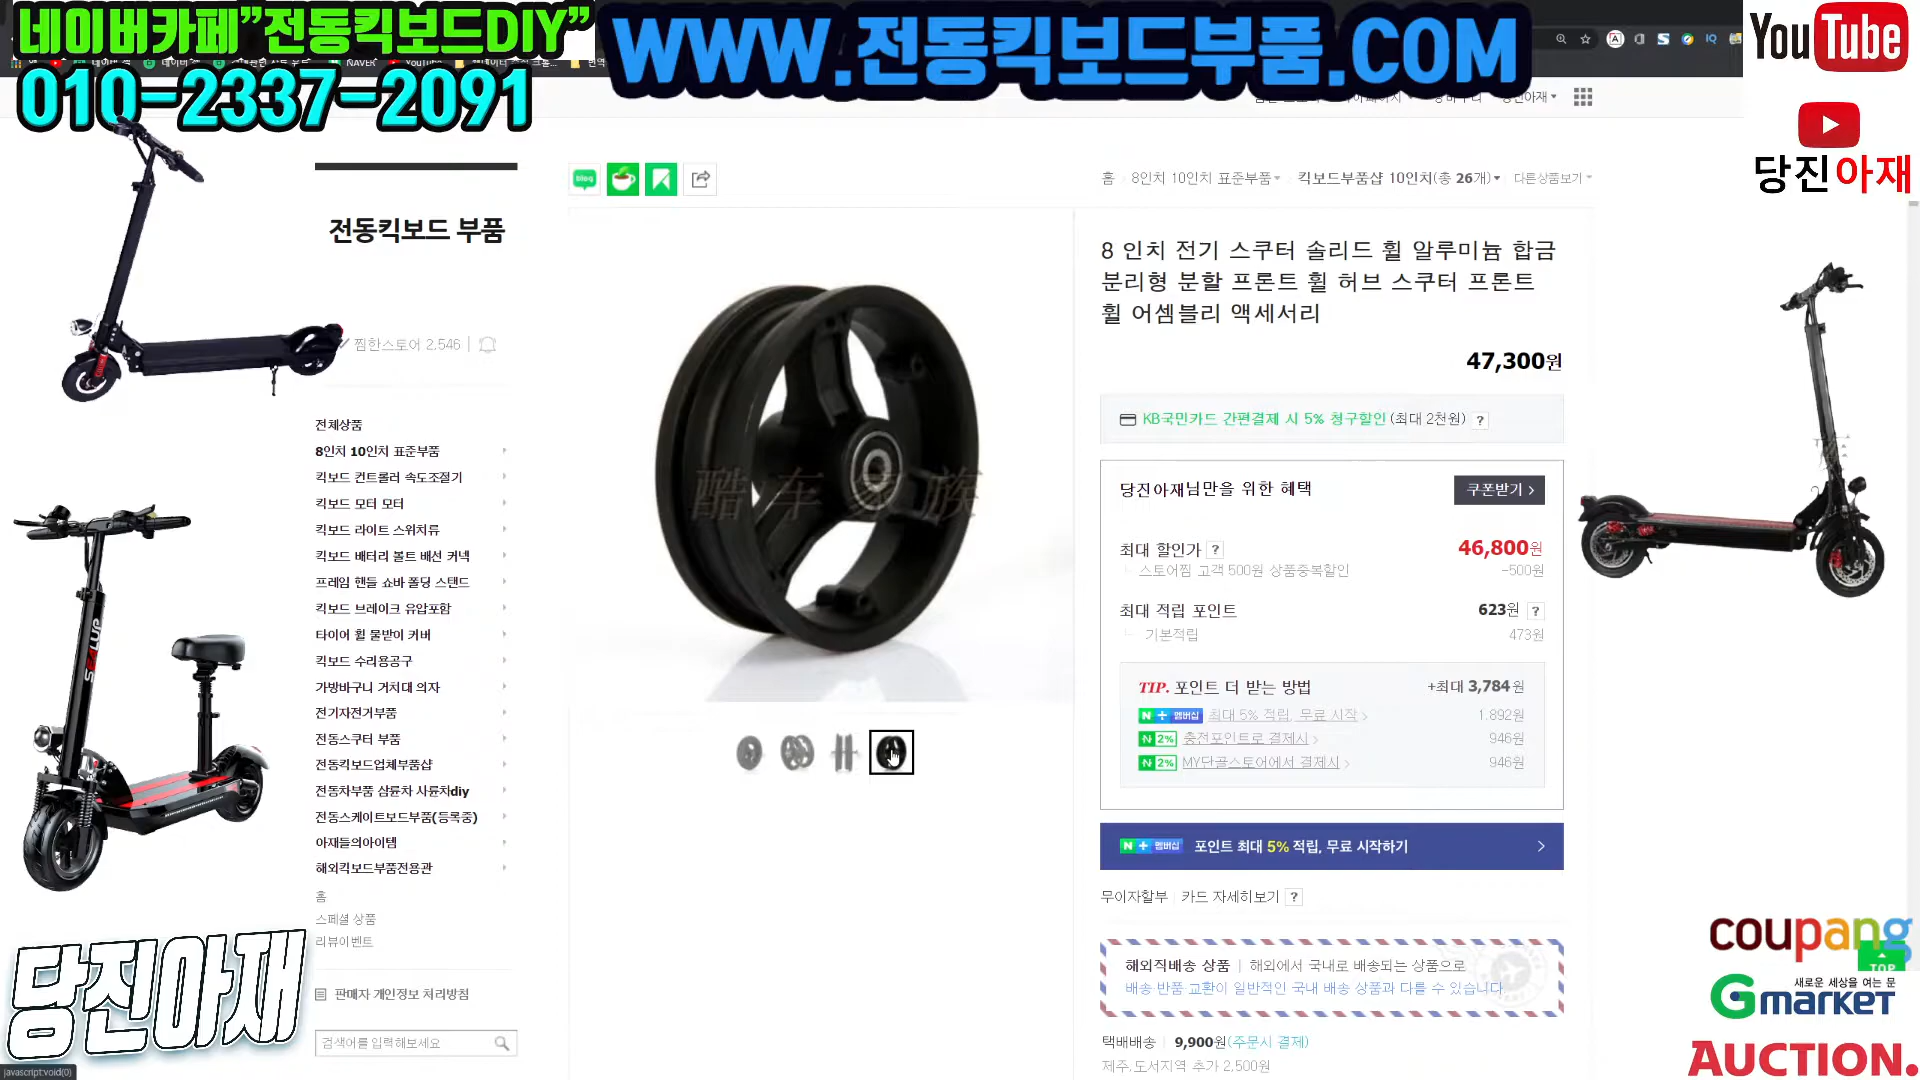 네이버카페"전동킥보드DIY"
010-2337-2091
WWW.전동킥보드부품.COM
YouTube
당진아재
전동킥보드 부품
찜한스토어 2,546
전체상품
8인치 10인치 표준부품
킥보드 컨트롤러 속도조절기
킥보드 모터 모터
킥보드 라이트 스위치류
킥보드 배터리 볼트 배선 커넥
프레임 핸들 쇼바 폴딩 스탠드
킥보드 브레이크 유압포함
타이어 휠 물받이 커버
킥보드 수리용공구
가방바구니 거치대 의자
전기자전거부품
전동스쿠터 부품
전동킥보드업체부품샵
전동차부품 삼륜차 사륜차diy
전동스케이트보드부품(등록중)
아재들의아이템
해외킥보드부품전용관
홈
스페셜 상품
리뷰이벤트
판매자 개인정보 처리방침
검색어를 입력해보세요
당진아재
javascript:void(0)
blog
홈 8인치 10인치 표준부품 킥보드부품샵 10인치(총 26개) 다른상품보기
酷车家族
8 인치 전기 스쿠터 솔리드 휠 알루미늄 합금
분리형 분할 프론트 휠 허브 스쿠터 프론트
휠 어셈블리 액세서리
47,300원
KB국민카드 간편결제 시 5% 청구할인 (최대 2천원) ?
당진아재님만을 위한 혜택
쿠폰받기 >
최대 할인가 ? 46,800원
스토어찜 고객 500원 상품중복할인 -500원
최대 적립 포인트 623원 ?
기본적립 473원
TIP. 포인트 더 받는 방법 +최대 3,784원
N+ 멤버십 최대 5% 적립, 무료 시작 > 1,892원
N 2% 충전포인트로 결제시 > 946원
N 2% MY단골스토어에서 결제시 > 946원
N+ 멤버십 포인트 최대 5% 적립, 무료 시작하기 >
무이자할부 카드 자세히보기 ?
해외직배송 상품 | 해외에서 국내로 배송되는 상품으로
배송 반품 교환이 일반적인 국내 배송 상품과 다를 수 있습니다.
택배배송 | 9,900원(주문시 결제)
제주,도서지역 추가 2,500원
coupang
TOP
새로운 세상을 여는 문
Gmarket
AUCTION.